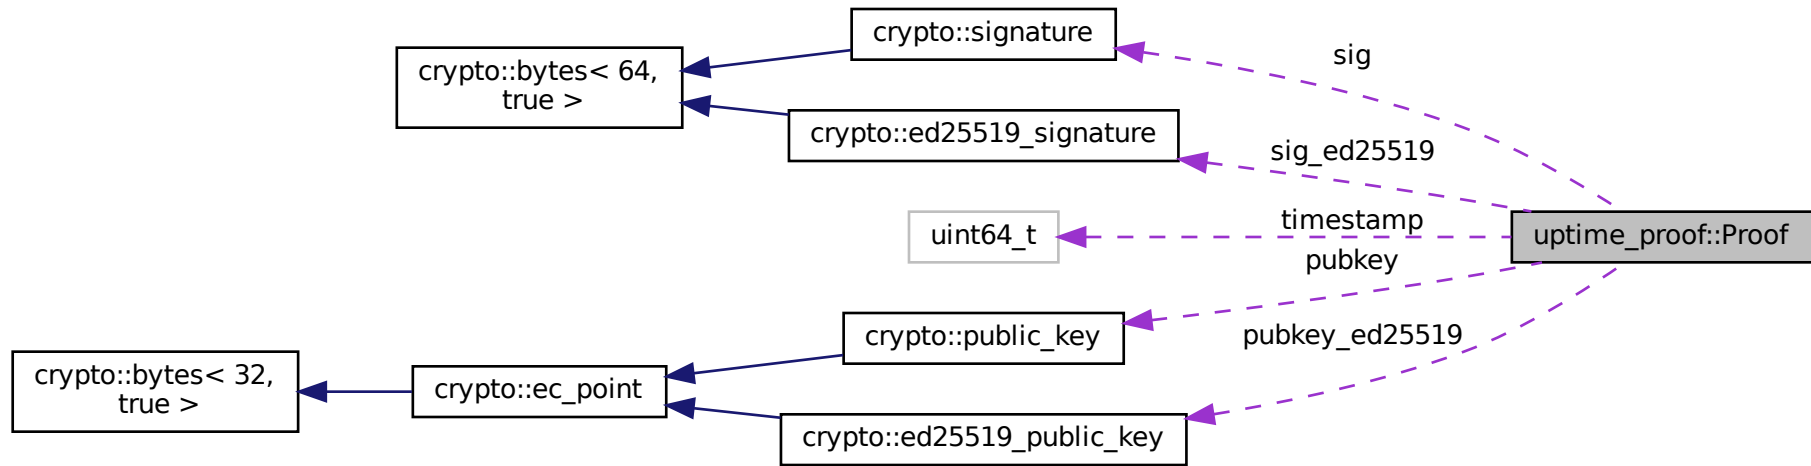 crypto::signature
sig
crypto::bytes< 64,
true >
crypto::ed25519_signature
sig_ed25519
uint64_t
timestamp
uptime_proof::Proof
pubkey
crypto::public_key
pubkey_ed25519
crypto::bytes< 32,
true >
crypto::ec_point
crypto::ed25519_public_key